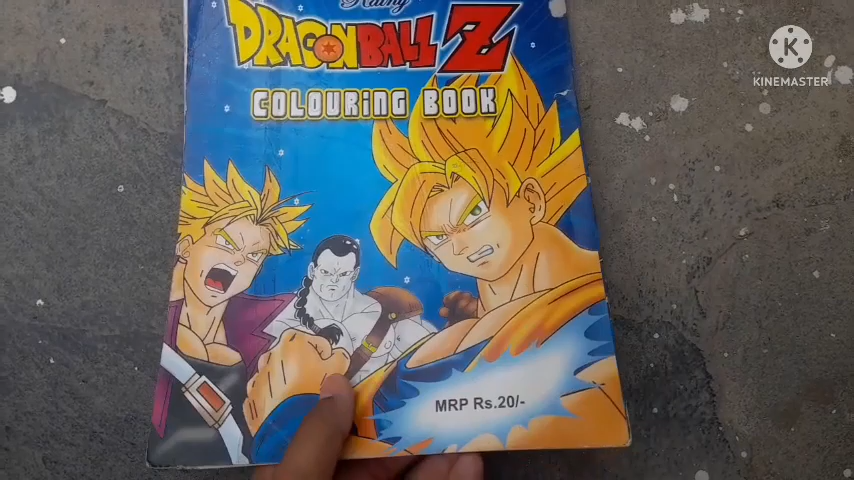 DRAGON BALL Z
COLOURING BOOK
MRP Rs.20/-
K
KINEMASTER